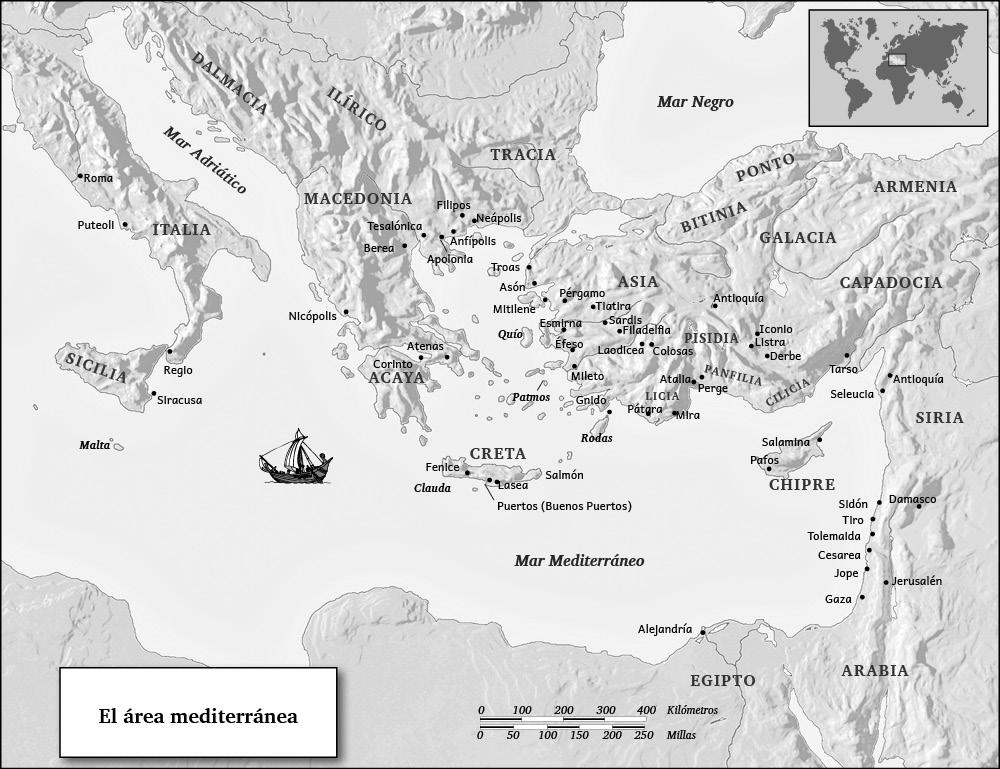 DALMACIA
ILÍRICO
Mar Negro
Mar Adriático
TRACIA
PONTO
ARMENIA
Roma
MACEDONIA
BITINIA
Filipos
Neápolis
Puteoli
ITALIA
Tesalónica
Anfípolis
GALACIA
Berea
Apolonia
Troas
ASIA
CAPADOCIA
Asón
Pérgamo
Antioquía
Mitilene
Tiatira
Nicópolis
Esmirna
Sardis
Quío
Filadelfia
PISIDIA
Iconio
Atenas
Éfeso
Laodicea
Colosas
Listra
Derbe
SICILIA
Regio
Corinto
ACAYA
Mileto
Atalia
PANFILIA
Tarso
Perge
CILICIA
Antioquía
Siracusa
Patmos
Gnido
LICIA
Seleucia
Pátara
Mira
SIRIA
Malta
Rodas
Salamina
CRETA
Fenice
Salmón
Pafos
Clauda
Lasea
CHIPRE
Puertos (Buenos Puertos)
Sidón
Damasco
Tiro
Tolemaida
Mar Mediterráneo
Cesarea
Jope
Jerusalén
Gaza
Alejandría
EGIPTO
ARABIA
El área mediterránea
0 100 200 300 400 Kilómetros
0 50 100 150 200 250 Millas